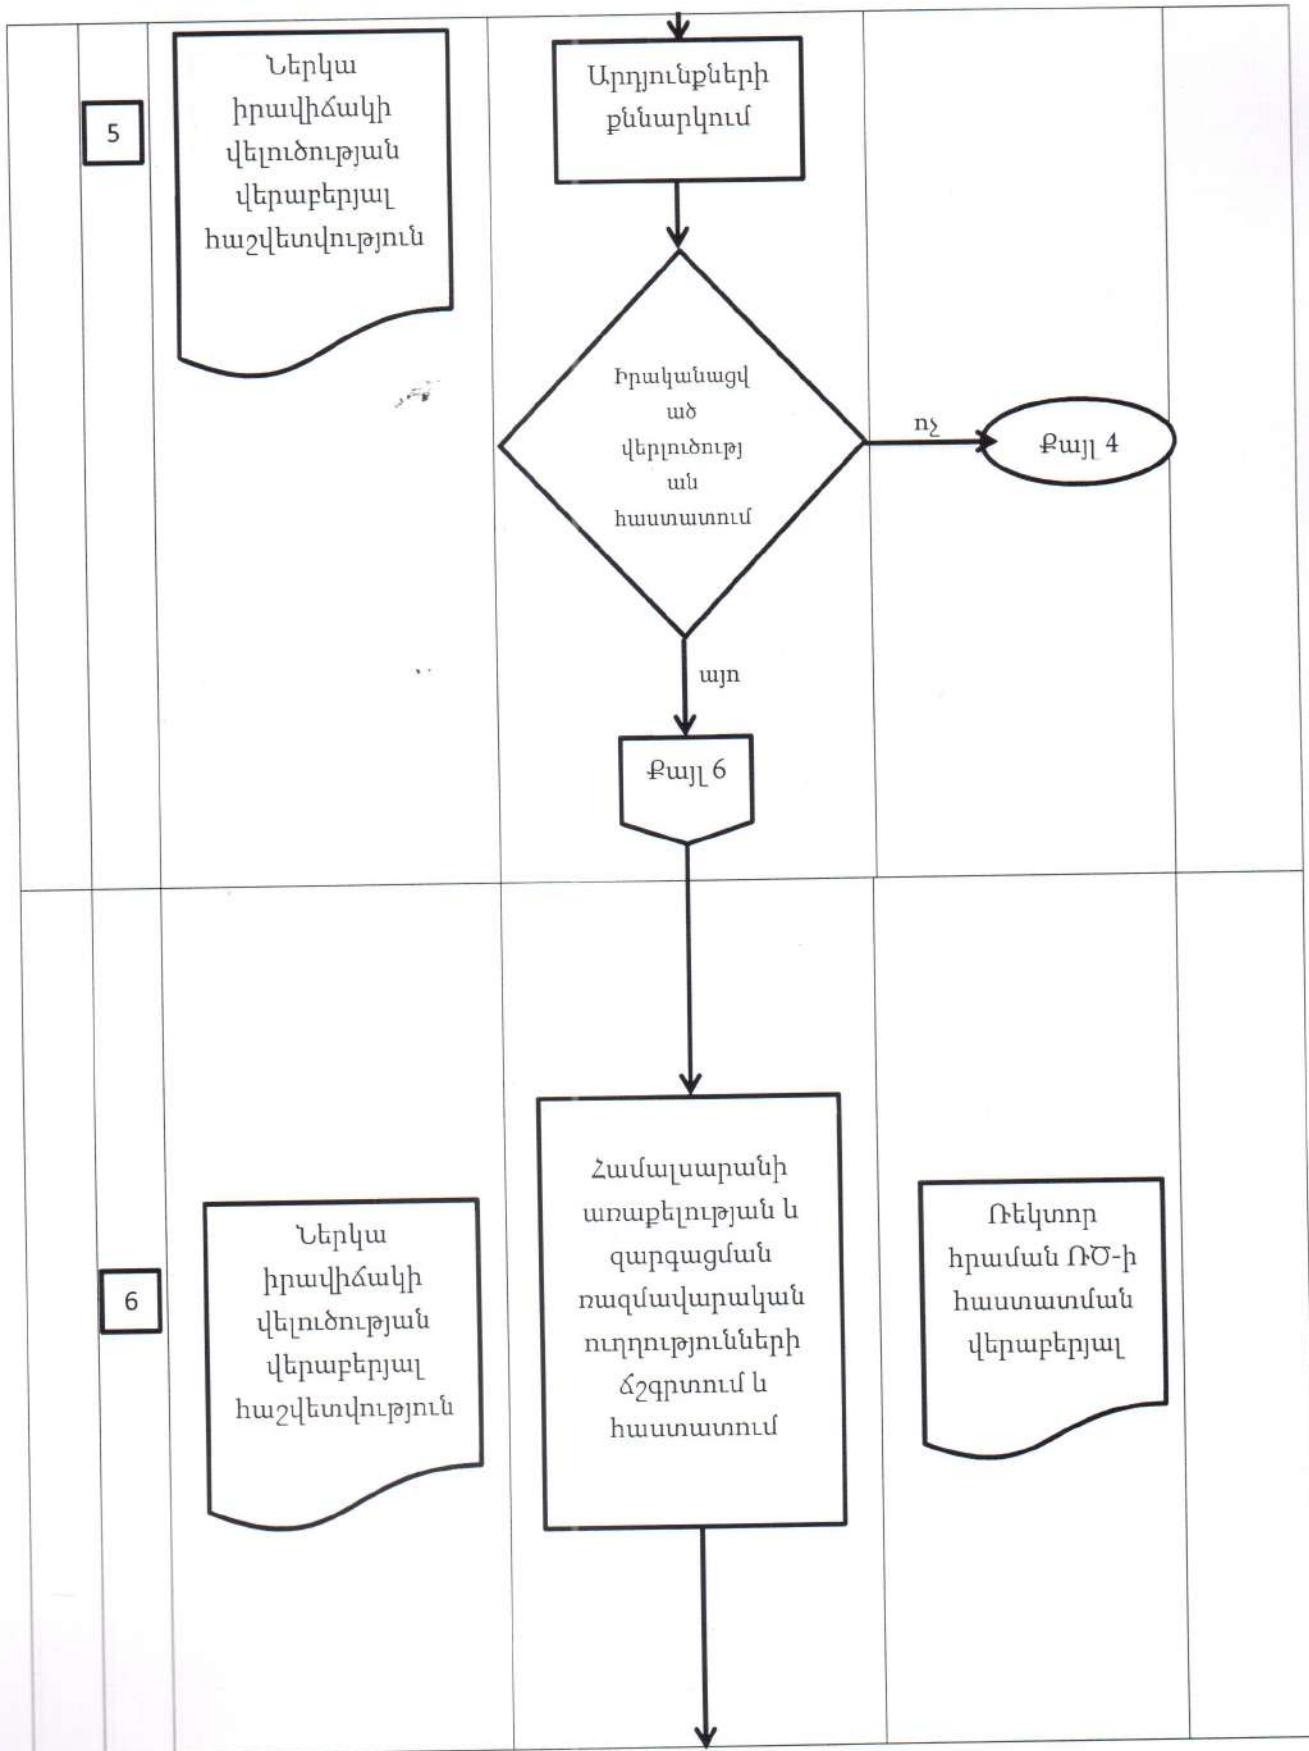 5
Ներկա
իրավիճակի
վելուծության
վերաբերյալ
հաշվետվություն
Արդյունքների
քննարկում
Իրականացվ
ած
վերլուծությ
ան
հաստատում
ոչ
Քայլ 4
այո
Քայլ 6
6
Ներկա
իրավիճակի
վելուծության
վերաբերյալ
հաշվետվություն
Համալսարանի
առաքելության և
զարգացման
ռազմավարական
ուղղությունների
ճշգրտում և
հաստատում
Ռեկտոր
հրաման ՌԾ-ի
հաստատման
վերաբերյալ